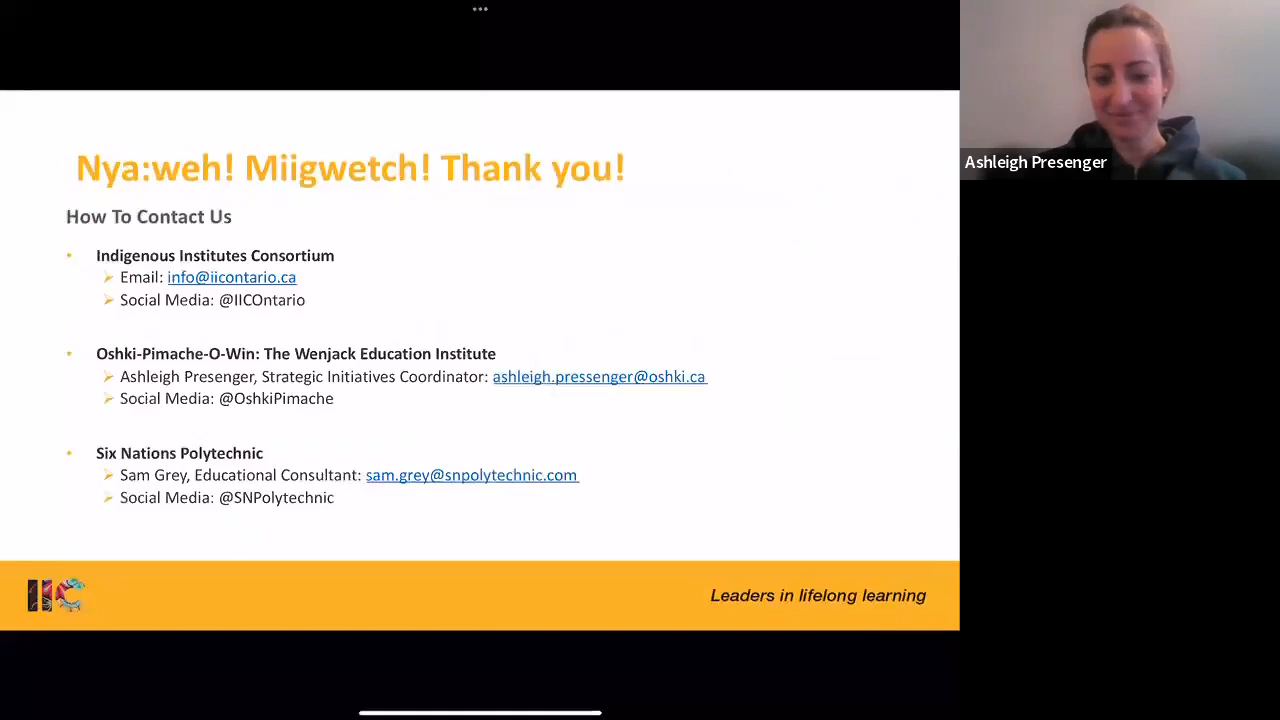 Nya:weh! Miigwetch! Thank you!
How To Contact Us
• Indigenous Institutes Consortium
➢ Email: info@iicontario.ca
➢ Social Media: @IICOntario
• Oshki-Pimache-O-Win: The Wenjack Education Institute
➢ Ashleigh Presenger, Strategic Initiatives Coordinator: ashleigh.pressenger@oshki.ca
➢ Social Media: @OshkiPimache
• Six Nations Polytechnic
➢ Sam Grey, Educational Consultant: sam.grey@snpolytechnic.com
➢ Social Media: @SNPolytechnic
IIC
Leaders in lifelong learning
Ashleigh Presenger